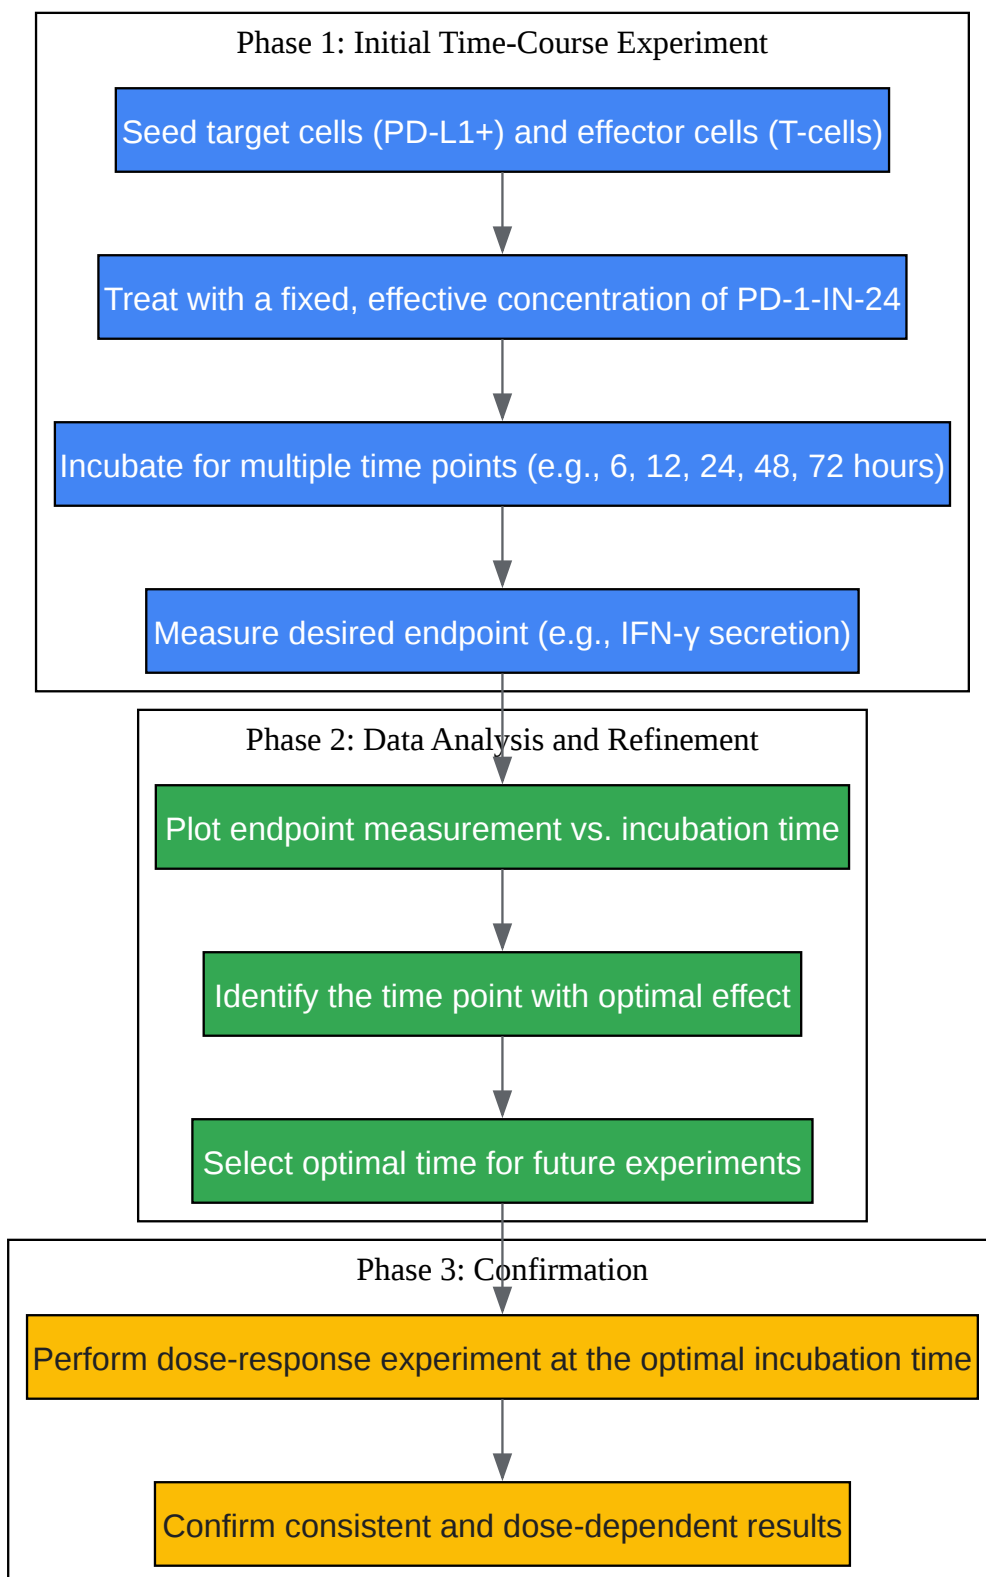 Phase 1: Initial Time-Course Experiment
Seed target cells (PD-L1+) and effector cells (T-cells)
Treat with a fixed, effective concentration of PD-1-IN-24
Incubate for multiple time points (e.g., 6, 12, 24, 48, 72 hours)
Measure desired endpoint (e.g., IFN-γ secretion)
Phase 2: Data Analysis and Refinement
Plot endpoint measurement vs. incubation time
Identify the time point with optimal effect
Select optimal time for future experiments
Phase 3: Confirmation
Perform dose-response experiment at the optimal incubation time
Confirm consistent and dose-dependent results